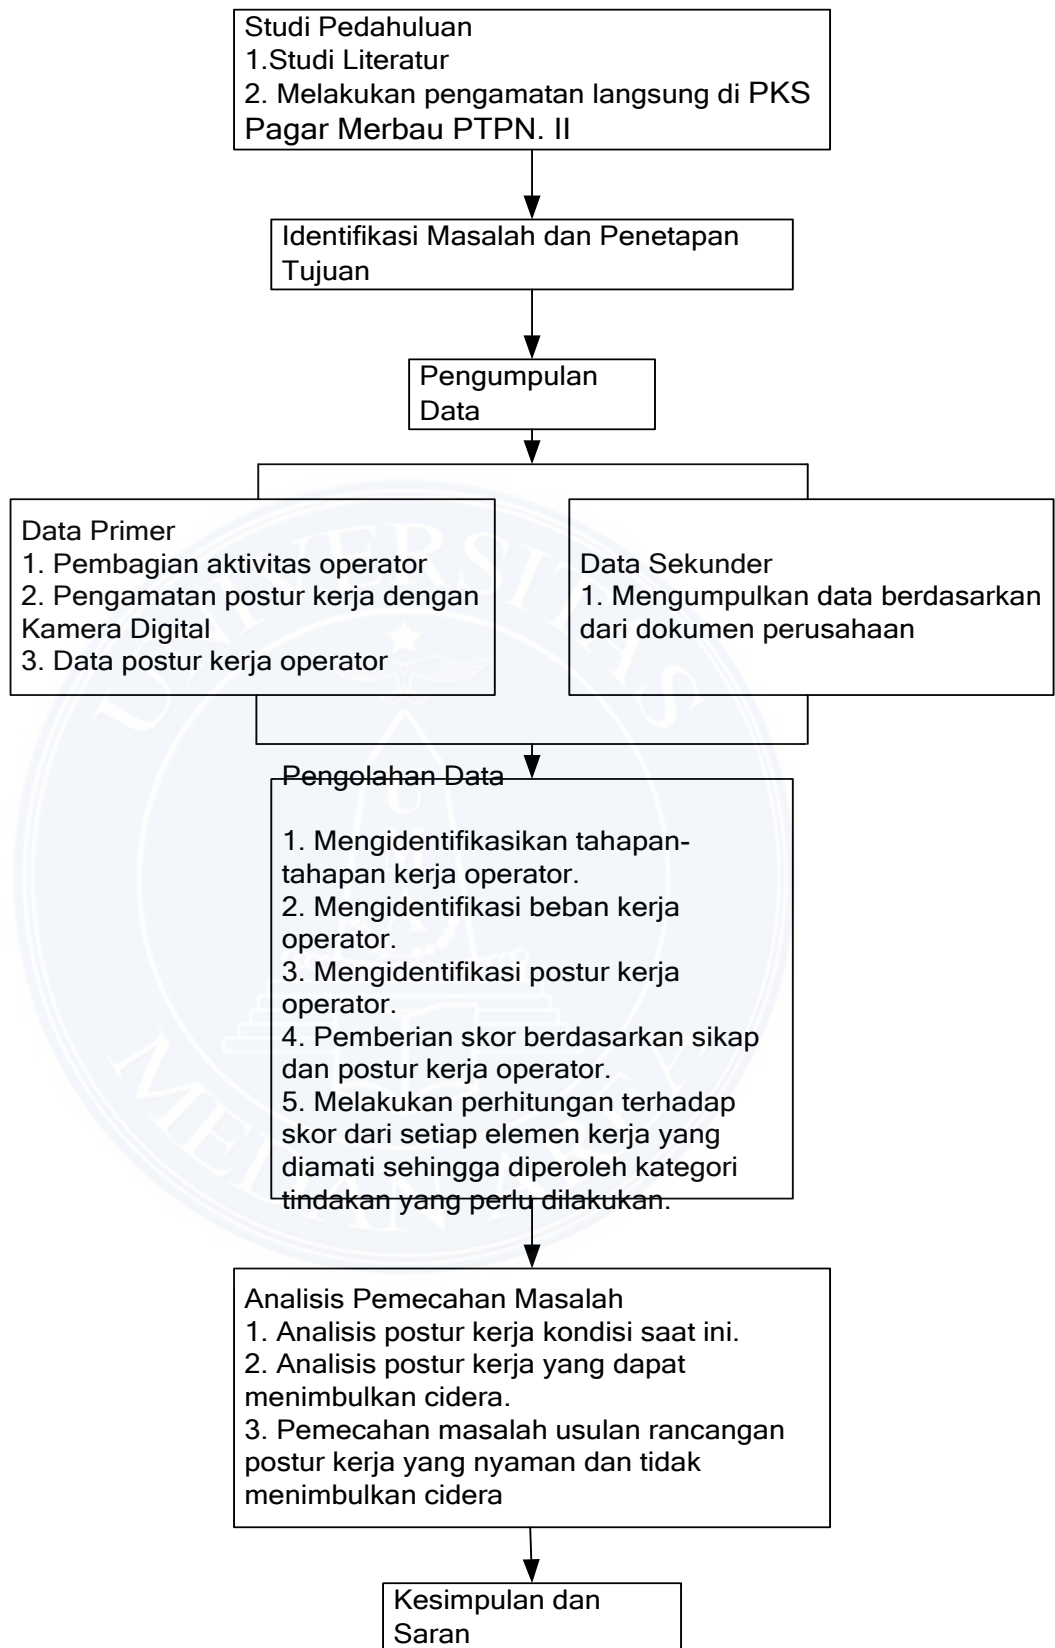 Studi Pedahuluan
1.Studi Literatur
2. Melakukan pengamatan langsung di PKS
Pagar Merbau PTPN. II
Identifikasi Masalah dan Penetapan
Tujuan
Pengumpulan
Data
Data Primer
1. Pembagian aktivitas operator
2. Pengamatan postur kerja dengan
Kamera Digital
3. Data postur kerja operator
Data Sekunder
1. Mengumpulkan data berdasarkan
dari dokumen perusahaan
Pengolahan Data
1. Mengidentifikasikan tahapan-
tahapan kerja operator.
2. Mengidentifikasi beban kerja
operator.
3. Mengidentifikasi postur kerja
operator.
4. Pemberian skor berdasarkan sikap
dan postur kerja operator.
5. Melakukan perhitungan terhadap
skor dari setiap elemen kerja yang
diamati sehingga diperoleh kategori
tindakan yang perlu dilakukan.
Analisis Pemecahan Masalah
1. Analisis postur kerja kondisi saat ini.
2. Analisis postur kerja yang dapat
menimbulkan cidera.
3. Pemecahan masalah usulan rancangan
postur kerja yang nyaman dan tidak
menimbulkan cidera
Kesimpulan dan
Saran
UNIVERSITAS
MEDAN AREA